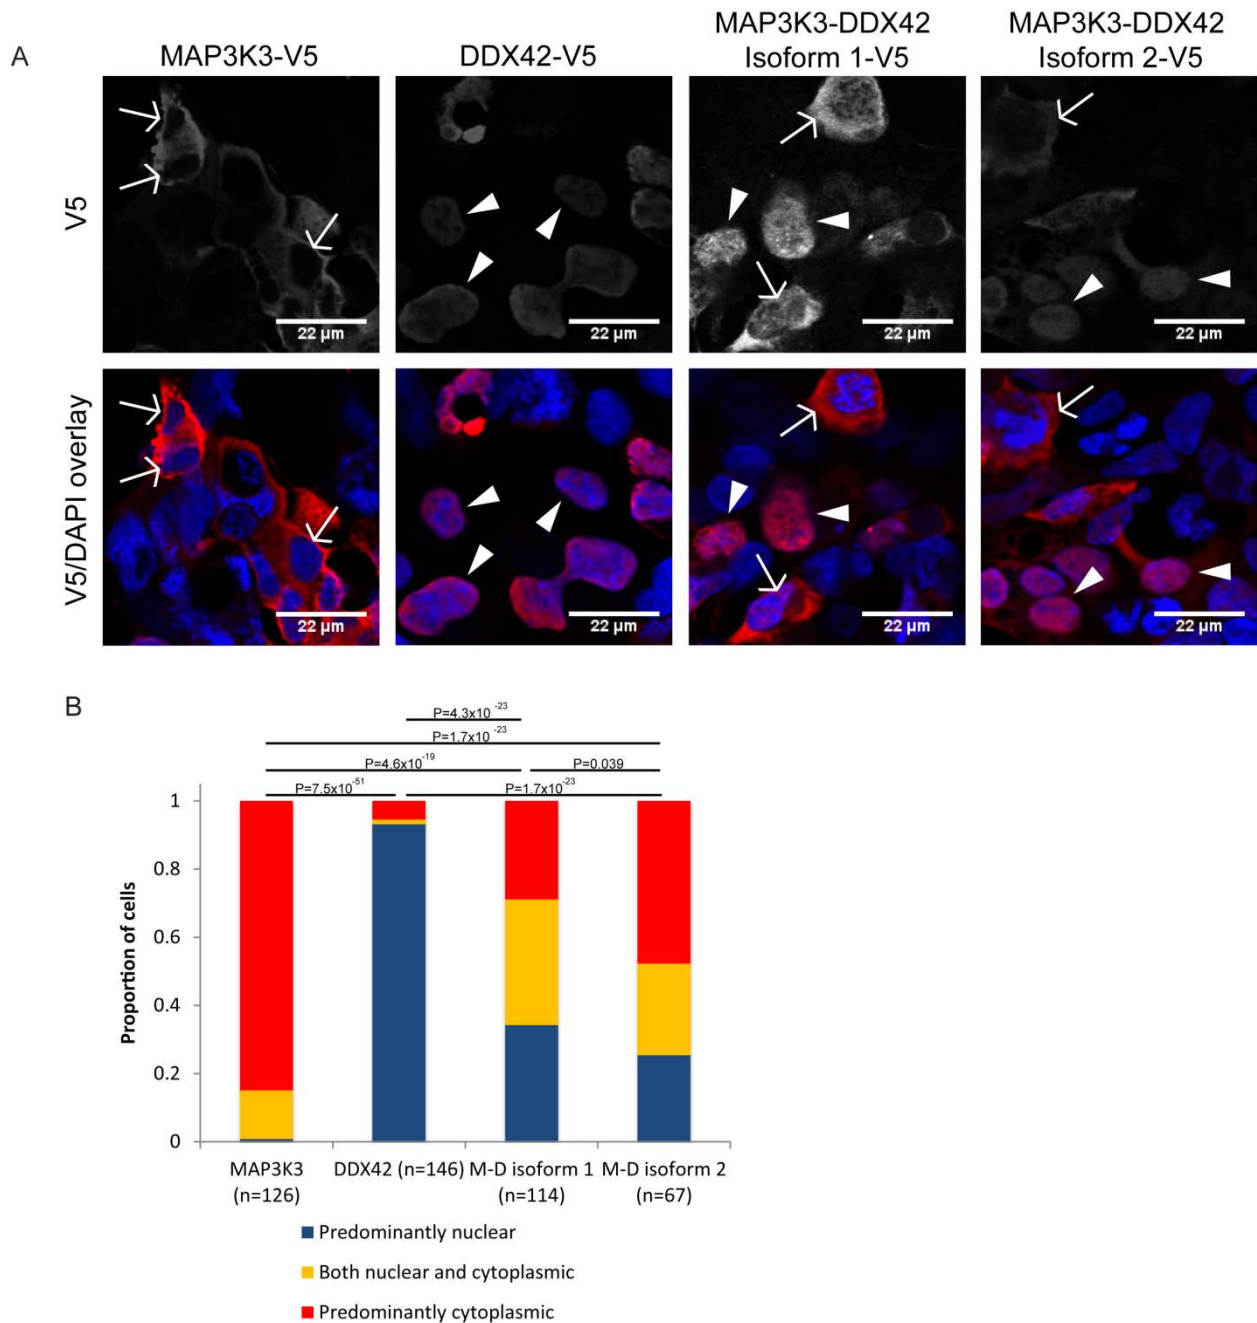 A
MAP3K3-V5
DDX42-V5
MAP3K3-DDX42
Isoform 1-V5
MAP3K3-DDX42
Isoform 2-V5
V5
22 µm
22 µm
22 µm
22 µm
V5/DAPI overlay
22 µm
22 µm
22 µm
22 µm
B
P=4.3x10⁻²³
P=1.7x10⁻²³
P=4.6x10⁻¹⁹
P=0.039
P=7.5x10⁻⁵¹
P=1.7x10⁻²³
Proportion of cells
1
0.8
0.6
0.4
0.2
0
MAP3K3
(n=126)
DDX42 (n=146)
M-D isoform 1
(n=114)
M-D isoform 2
(n=67)
Predominantly nuclear
Both nuclear and cytoplasmic
Predominantly cytoplasmic